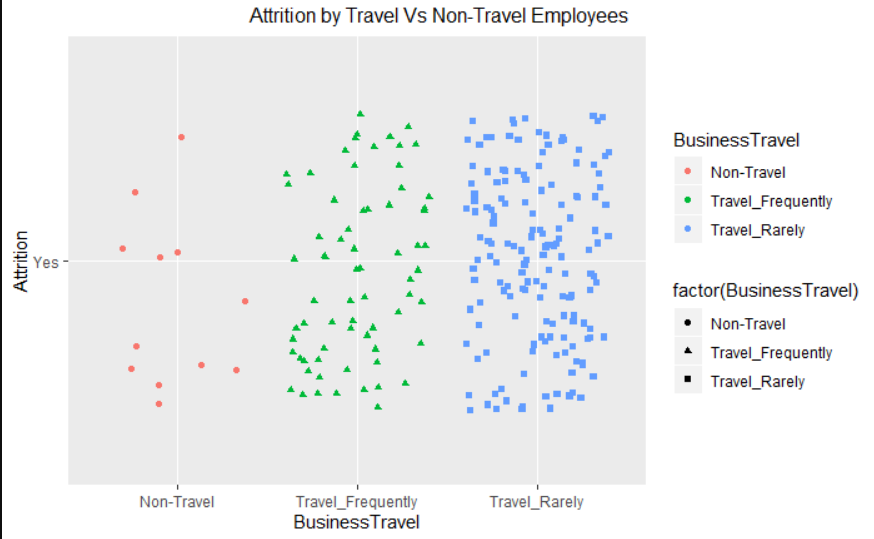 Attrition by Travel Vs Non-Travel Employees
Attrition
Yes
Non-Travel
Travel_Frequently
Travel_Rarely
BusinessTravel
BusinessTravel
Non-Travel
Travel_Frequently
Travel_Rarely
factor(BusinessTravel)
Non-Travel
Travel_Frequently
Travel_Rarely